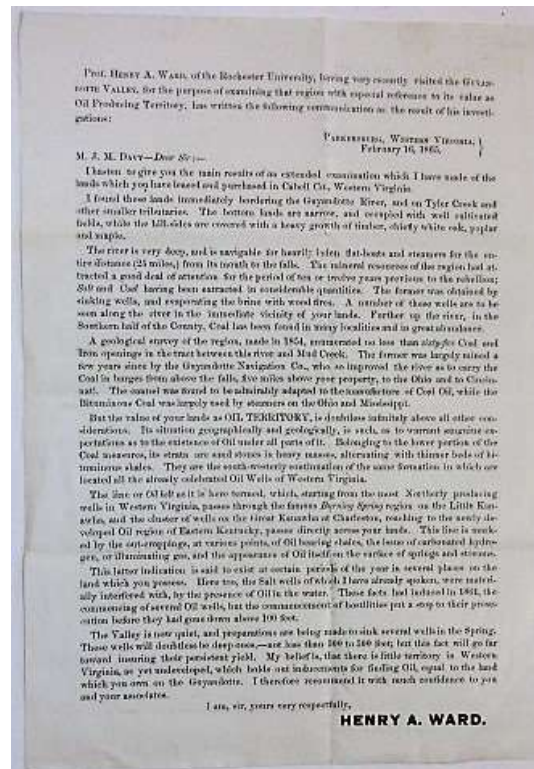 Prof. HENRY A. WARD, of the Rochester University, having very recently visited the GUYAN-
DOTTE VALLEY, for the purpose of examining that region with especial reference to its value as
Oil Producing Territory, has written the following communication as the result of his investi-
gations:
PARKERSBURG, WESTERN VIRGINIA,
February 16, 1865.
M. J. M. DAVY—Dear Sir:—
I hasten to give you the main results of an extended examination which I have made of the
lands which you have leased and purchased in Cabell Co., Western Virginia.
I found these lands immediately bordering the Guyandotte River, and on Tyler Creek and
other smaller tributaries. The bottom lands are narrow, and occupied with well cultivated
fields, while the hill-sides are covered with a heavy growth of timber, chiefly white oak, poplar
and maple.
The river is very deep, and is navigable for heavily laden flat-boats and steamers for the en-
tire distance (25 miles,) from its mouth to the falls. The mineral resources of the region had at-
tracted a good deal of attention for the period of ten or twelve years previous to the rebellion;
Salt and Coal having been extracted in considerable quantities. The former was obtained by
sinking wells, and evaporating the brine with wood fires. A number of these wells are to be
seen along the river in the immediate vicinity of your lands. Further up the river, in the
Southern half of the County, Coal has been found in many localities and in great abundance.
A geological survey of the region, made in 1854, enumerated no less than sixty-five Coal and
Iron openings in the tract between this river and Mud Creek. The former was largely mined a
few years since by the Guyandotte Navigation Co., who so improved the river as to carry the
Coal in barges from above the falls, five miles above your property, to the Ohio and to Cincin-
nati. The cannel was found to be admirably adapted to the manufacture of Coal Oil, while the
Bituminous Coal was largely used by steamers on the Ohio and Mississippi.
But the value of your lands as OIL TERRITORY, is doubtless infinitely above all other con-
siderations. Its situation geographically and geologically, is such, as to warrant sanguine ex-
pectations as to the existence of Oil under all parts of it. Belonging to the lower portion of the
Coal measures, its strata are sand stones in heavy masses, alternating with thinner beds of bi-
tuminous shales. They are the south-westerly continuation of the same formation in which are
located all the already celebrated Oil Wells of Western Virginia.
The line or Oil belt as it is here termed, which, starting from the most Northerly producing
wells in Western Virginia, passes through the famous Burning Spring region on the Little Kan-
awha, and the cluster of wells on the Great Kanawha at Charleston, reaching to the newly de-
veloped Oil region of Eastern Kentucky, passes directly across your lands. This line is mark-
ed by the out-croppings, at various points, of Oil bearing shales, the issue of carbonated hydro-
gen, or illuminating gas, and the appearance of Oil itself on the surface of springs and streams.
This latter indication is said to exist at certain periods of the year in several places on the
land which you possess. Here too, the Salt wells of which I have already spoken, were materi-
ally interfered with, by the presence of Oil in the water. These facts had induced in 1861, the
commencing of several Oil wells, but the commencement of hostilities put a stop to their prose-
cution before they had gone down above 100 feet.
The Valley is now quiet, and preparations are being made to sink several wells in the Spring.
These wells will doubtless be deep ones,—not less than 300 to 500 feet; but this fact will go far
toward insuring their persistent yield. My belief is, that there is little territory in Western
Virginia, as yet undeveloped, which holds out inducements for finding Oil, equal to the land
which you own on the Guyandotte. I therefore recommend it with much confidence to you
and your associates.
I am, sir, yours very respectfully,
HENRY A. WARD.